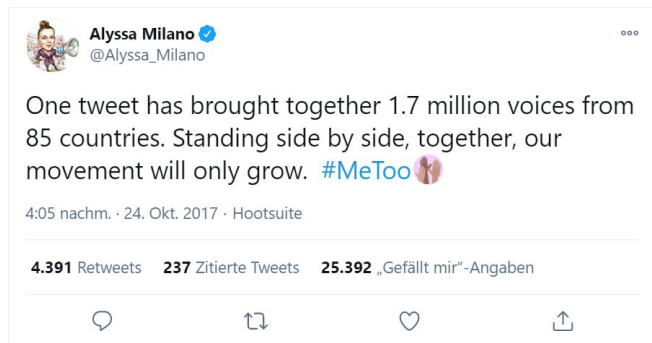 Alyssa Milano
@Alyssa_Milano
One tweet has brought together 1.7 million voices from
85 countries. Standing side by side, together, our
movement will only grow. #MeToo
4:05 nachm. · 24. Okt. 2017 · Hootsuite
4.391 Retweets 237 Zitierte Tweets 25.392 „Gefällt mir“-Angaben